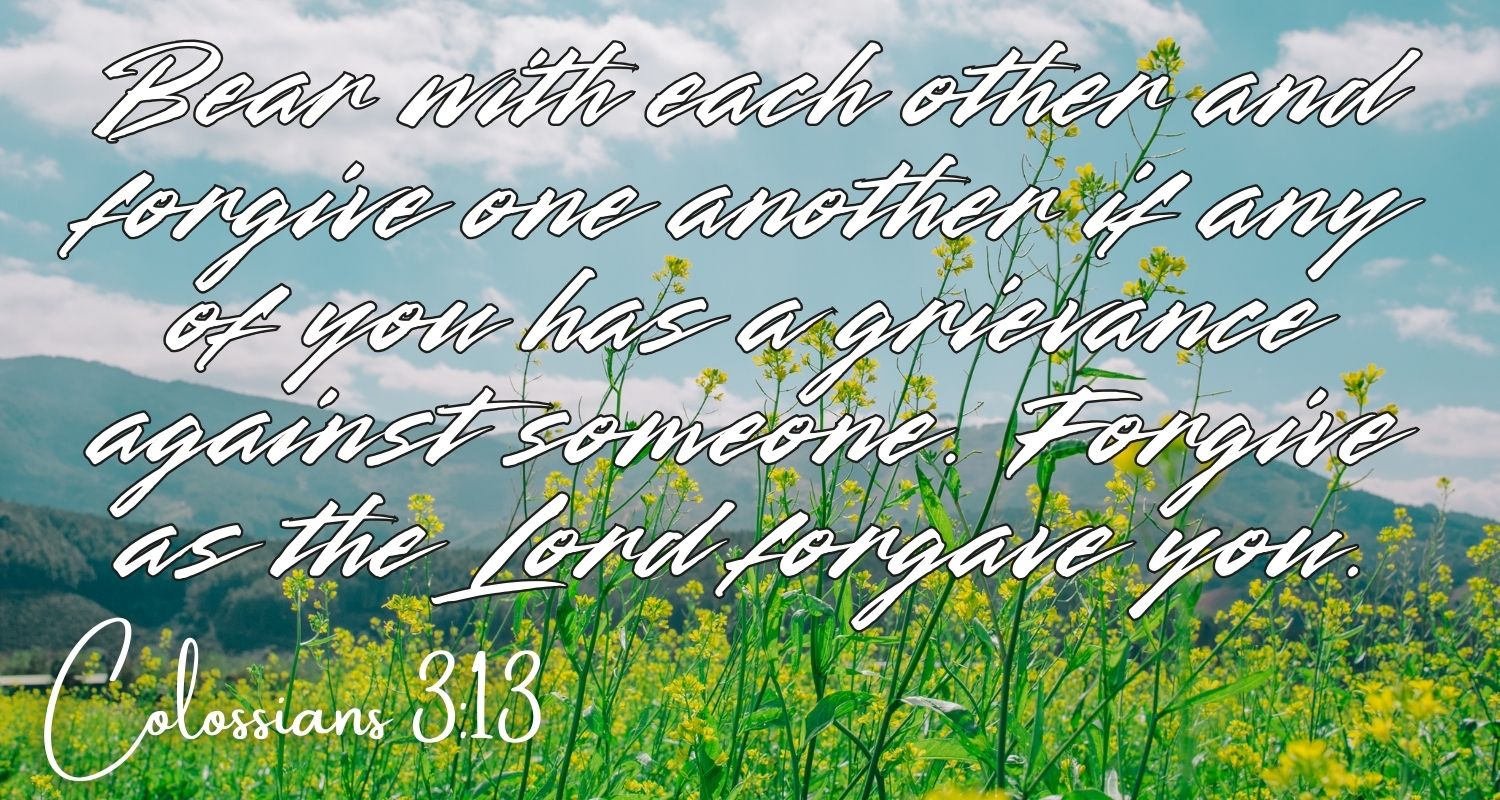 Bear with each other and
forgive one another if any
of you has a grievance
against someone. Forgive
as the Lord forgave you.
Colossians 3:13